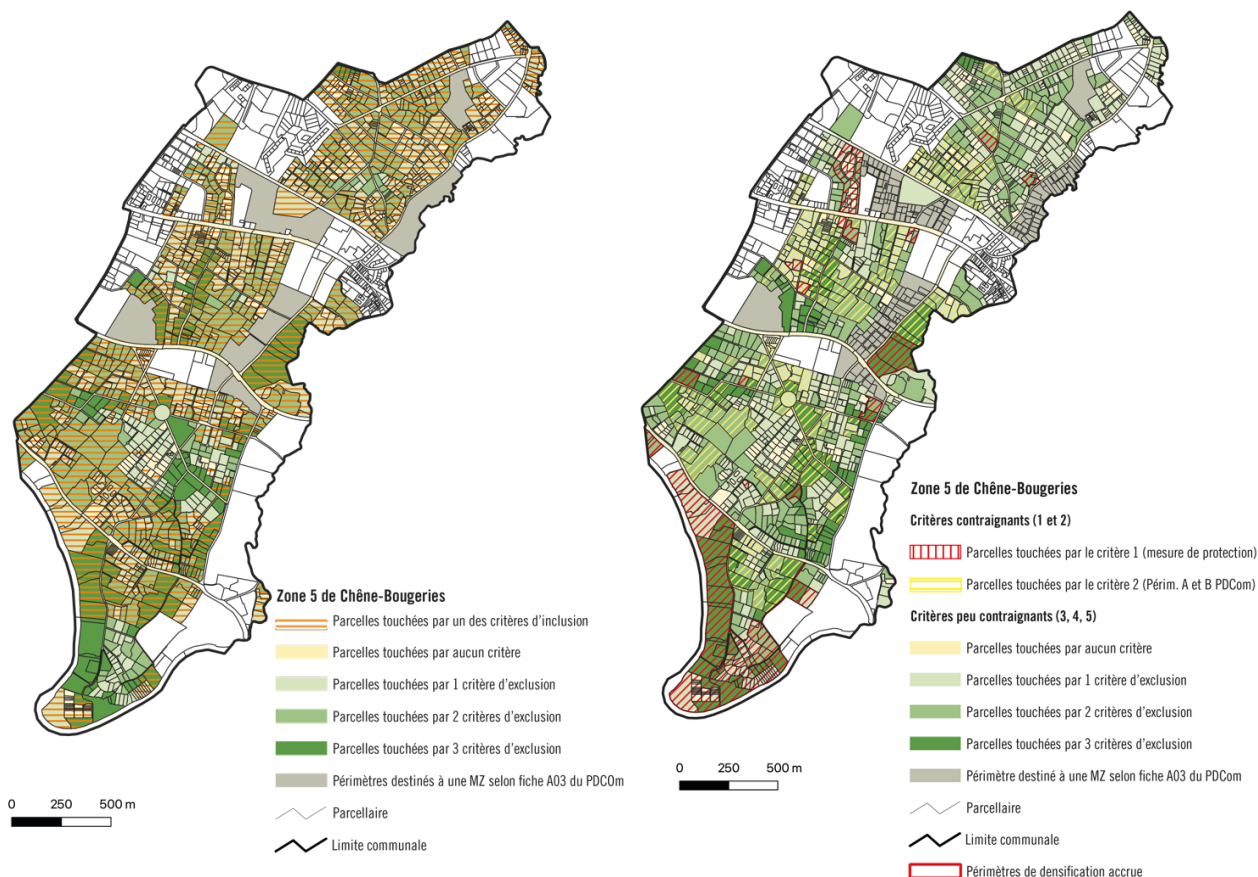 Zone 5 de Chêne-Bougeries
Parcelles touchées par un des critères d'inclusion
Parcelles touchées par aucun critère
Parcelles touchées par 1 critère d'exclusion
Parcelles touchées par 2 critères d'exclusion
Parcelles touchées par 3 critères d'exclusion
Périmètre destinés à une MZ selon fiche A03 du PDCOm
Parcellaire
Limite communale
0 250 500 m
Zone 5 de Chêne-Bougeries
Critères contraignants (1 et 2)
Parcelles touchées par le critère 1 (mesure de protection)
Parcelles touchées par le critère 2 (Périm. A et B PDCom)
Critères peu contraignants (3, 4, 5)
Parcelles touchées par aucun critère
Parcelles touchées par 1 critère d'exclusion
Parcelles touchées par 2 critères d'exclusion
Parcelles touchées par 3 critères d'exclusion
Périmètre destiné à une MZ selon fiche A03 du PDCOm
Parcellaire
Limite communale
Périmètres de densification accrue
0 250 500 m